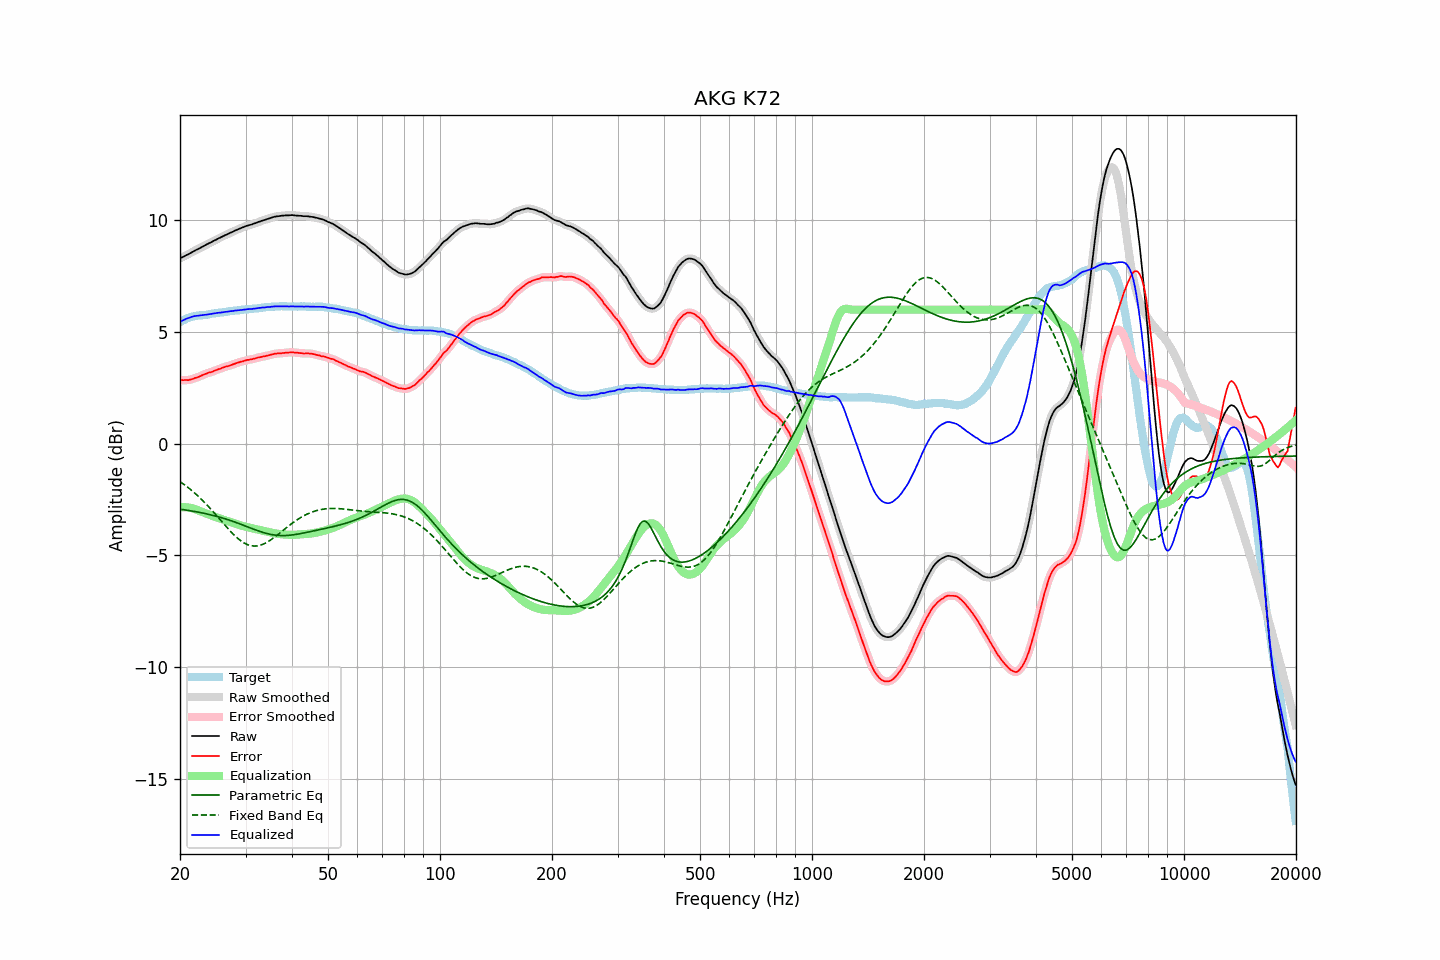 AKG K72
Amplitude (dBr)
10
5
0
−5
−10
−15
Target
Raw Smoothed
Error Smoothed
Raw
Error
Equalization
Parametric Eq
Fixed Band Eq
Equalized
20 50 100 200 500 1000 2000 5000 10000 20000
Frequency (Hz)